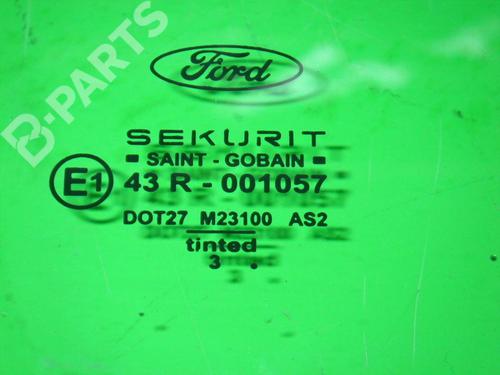 B-PARTS
Ford
SEKURIT
SAINT - GOBAIN
E1 43 R - 001057
DOT27 M23100 AS2
tinted
3 .